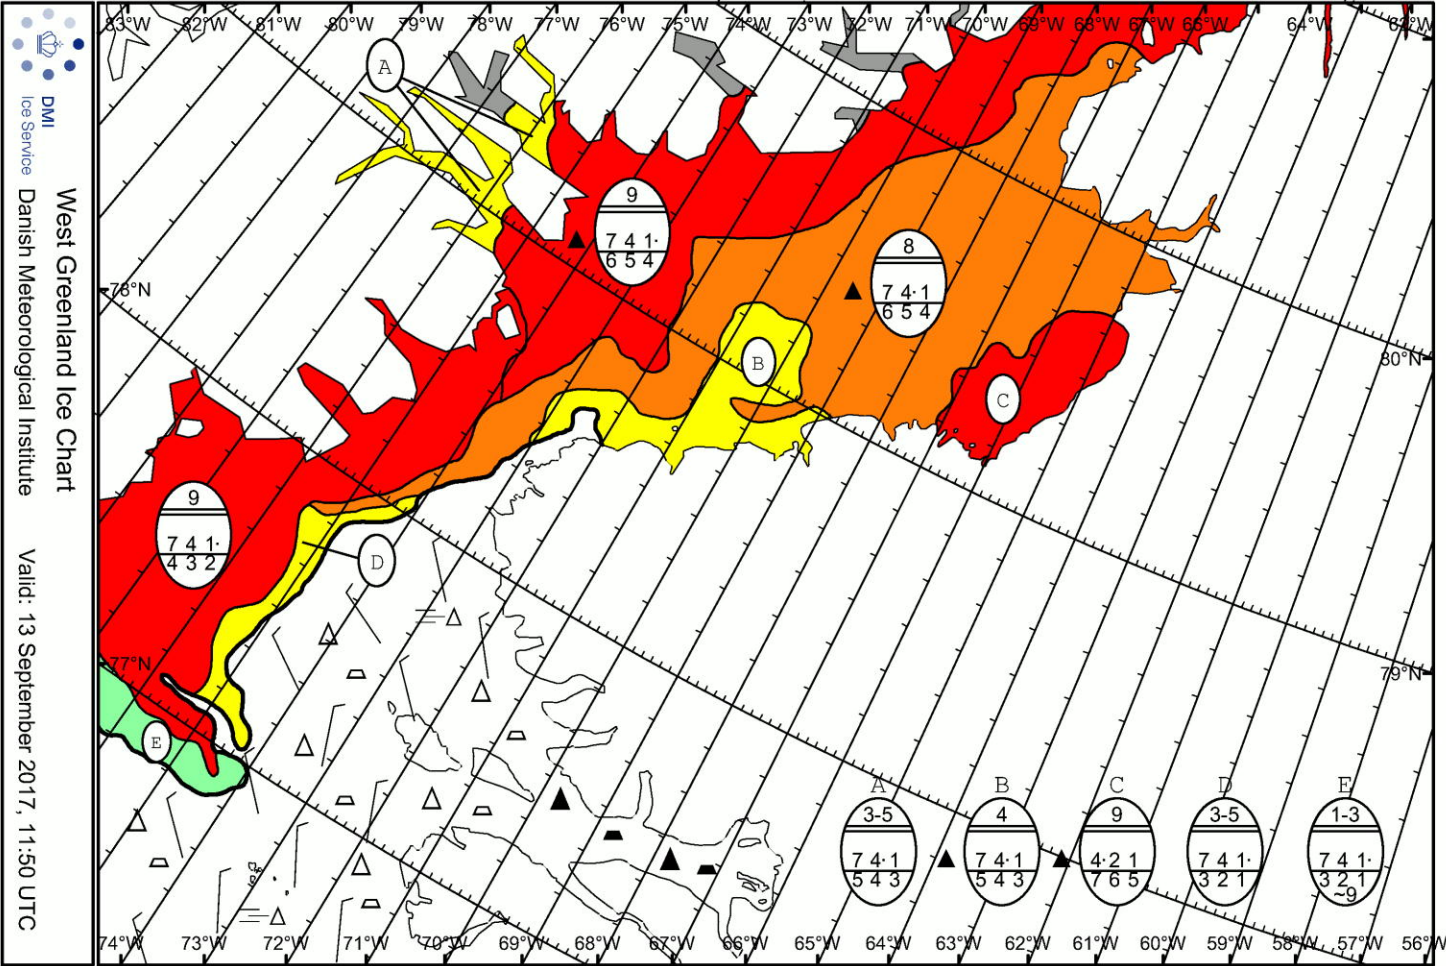 83°W 82°W 81°W 80°W 79°W 78°W 77°W 76°W 75°W 74°W 73°W 72°W 71°W 70°W 69°W 68°W 67°W 66°W 64°W 62°W
DMI
Ice Service
West Greenland Ice Chart
Danish Meteorological Institute
Valid: 13 September 2017, 11:50 UTC
A
9
7 4 1·
6 5 4
8
7 4· 1
6 5 4
78°N
80°N
B
C
9
7 4 1·
4 3 2
D
77°N
79°N
E
A B C D E
3-5 4 9 3-5 1-3
7 4· 1 7 4· 1 4· 2 1 7 4 1· 7 4 1·
5 4 3 5 4 3 7 6 5 3 2 1 3 2 1
~9
74°W 73°W 72°W 71°W 70°W 69°W 68°W 67°W 66°W 65°W 64°W 63°W 62°W 61°W 60°W 59°W 58°W 57°W 56°W